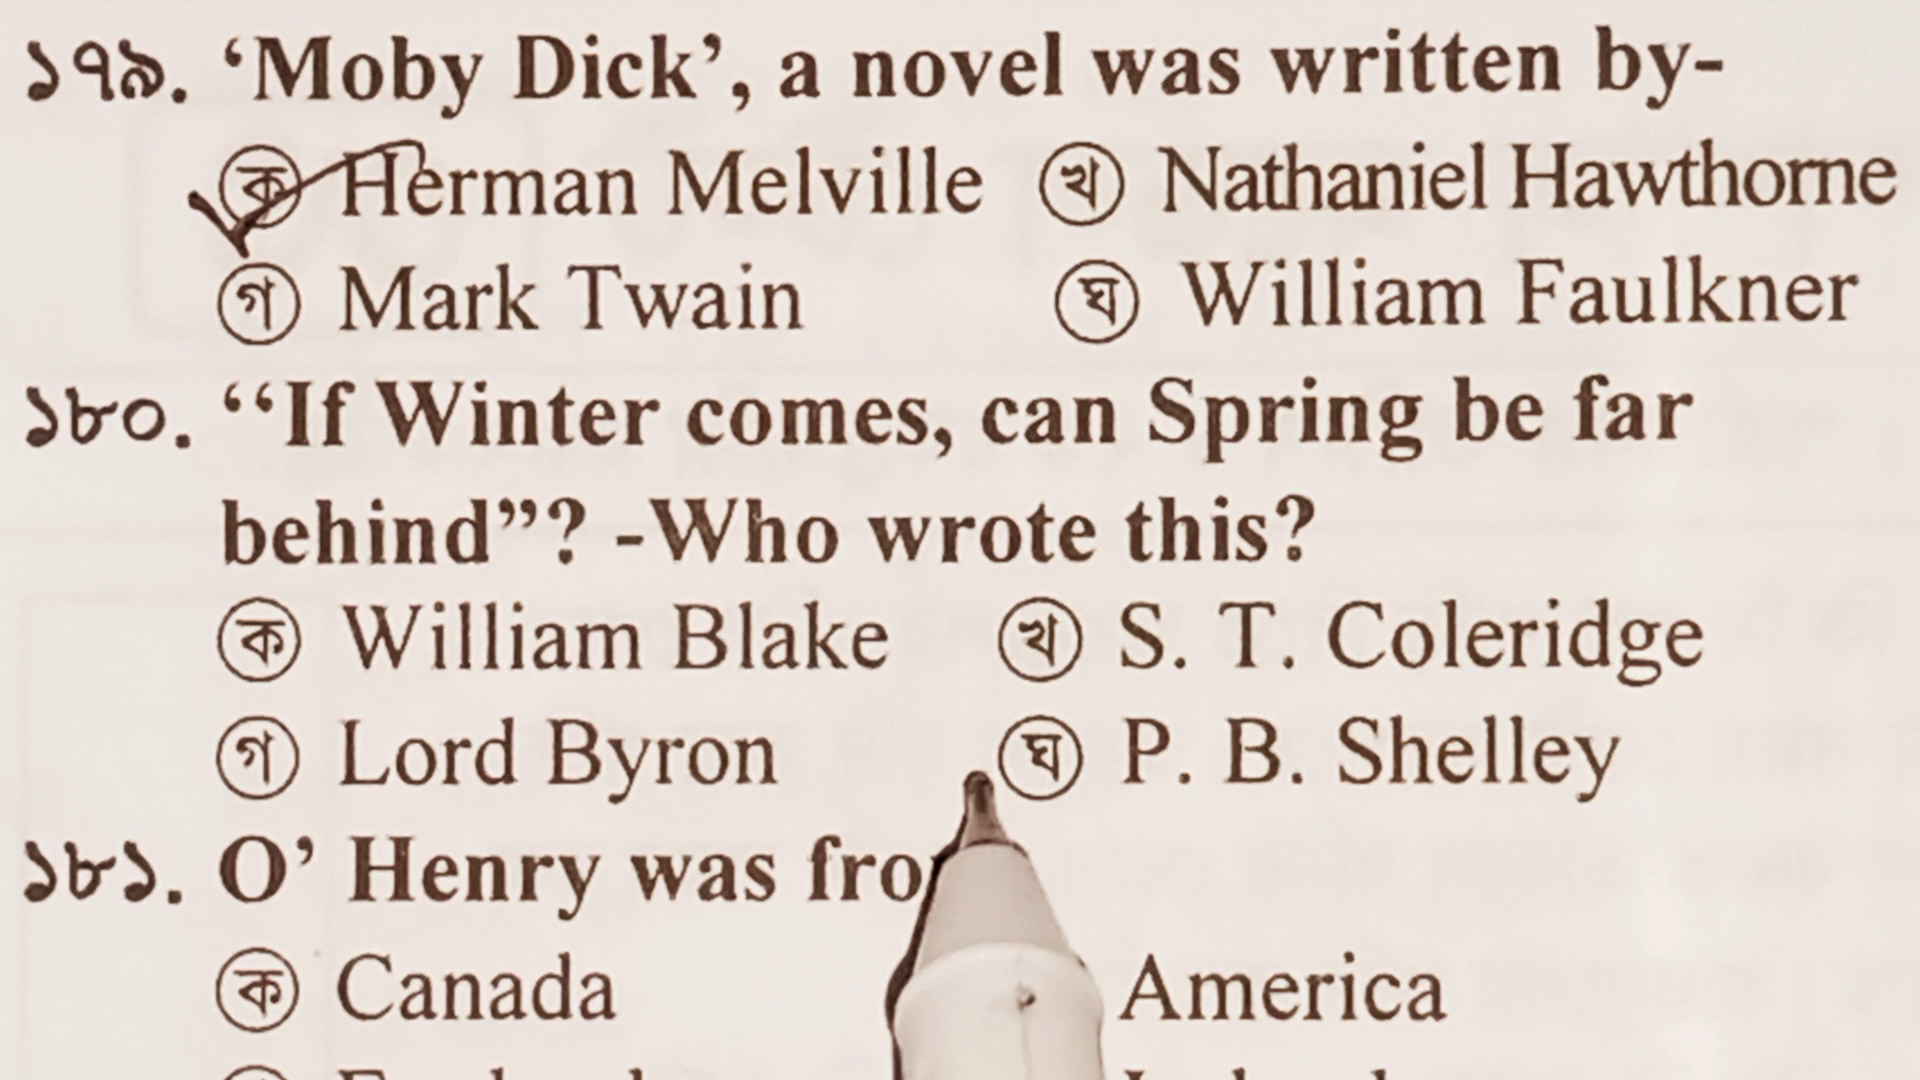 ১৭৯. ‘Moby Dick’, a novel was written by-
ক Herman Melville খ Nathaniel Hawthorne
গ Mark Twain ঘ William Faulkner
১৮০. “If Winter comes, can Spring be far
behind”? -Who wrote this?
ক William Blake খ S. T. Coleridge
গ Lord Byron ঘ P. B. Shelley
১৮১. O’ Henry was fro
ক Canada America